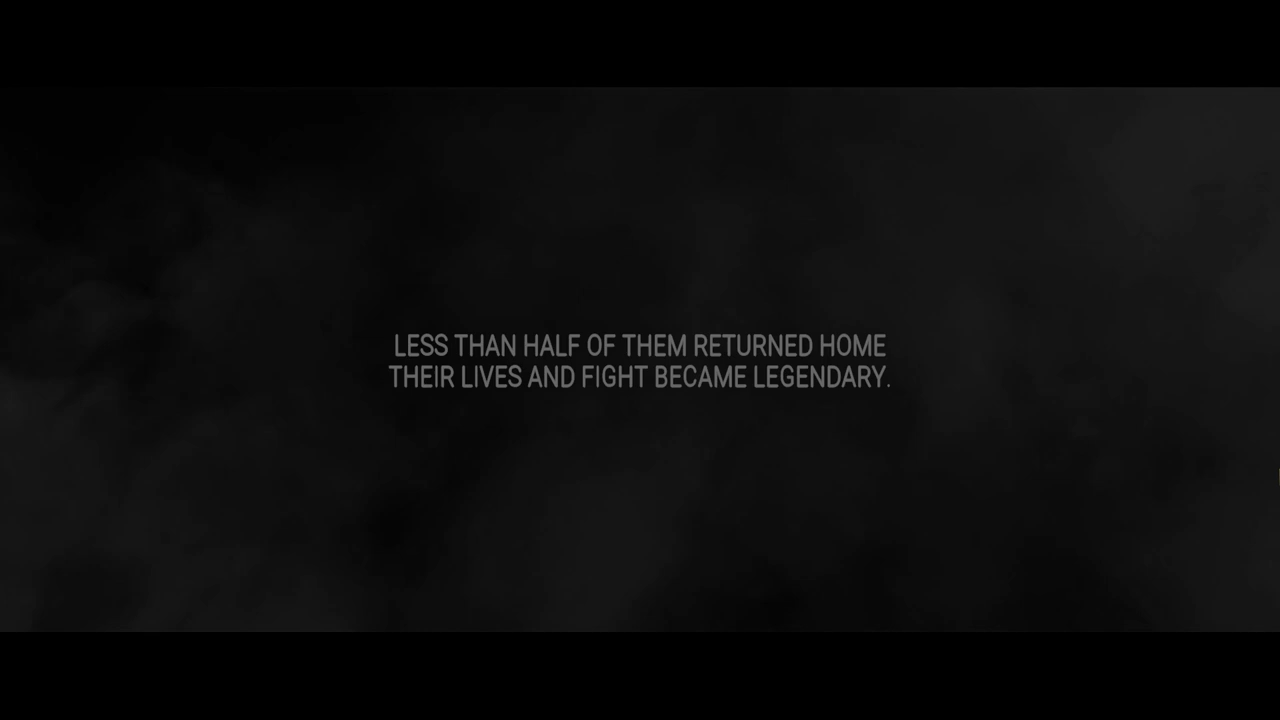 LESS THAN HALF OF THEM RETURNED HOME
THEIR LIVES AND FIGHT BECAME LEGENDARY.